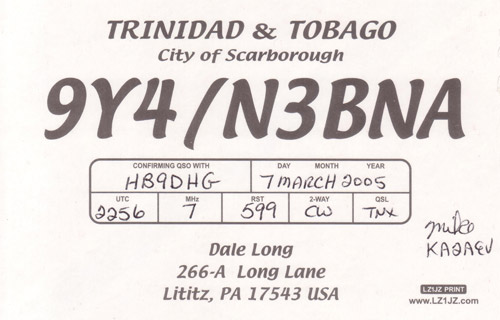 TRINIDAD & TOBAGO
City of Scarborough
9Y4/N3BNA
CONFIRMING QSO WITH DAY MONTH YEAR
HB9DHG 7 MARCH 2005
UTC MHz RST 2-WAY QSL
2256 7 599 CW TNX
Mike
KA2AEV
Dale Long
266-A Long Lane
Lititz, PA 17543 USA
LZ1JZ PRINT
www.LZ1JZ.com